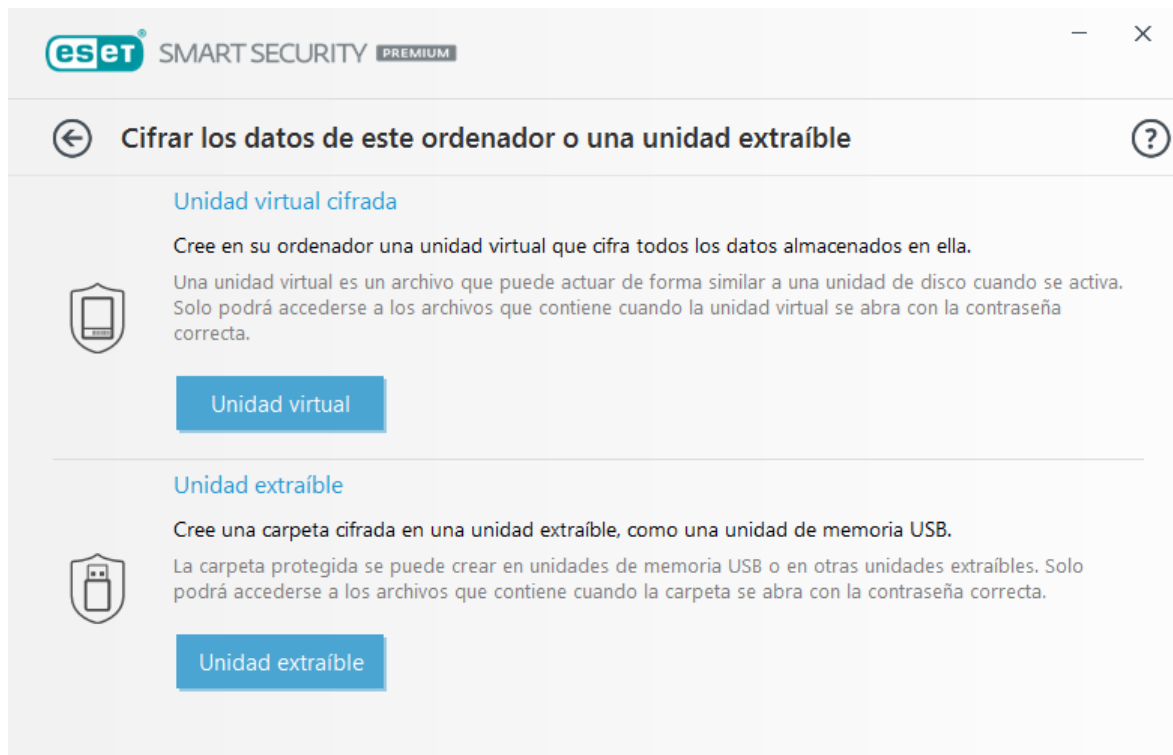 eset SMART SECURITY PREMIUM
Cifrar los datos de este ordenador o una unidad extraíble
Unidad virtual cifrada
Cree en su ordenador una unidad virtual que cifra todos los datos almacenados en ella.
Una unidad virtual es un archivo que puede actuar de forma similar a una unidad de disco cuando se activa.
Solo podrá accederse a los archivos que contiene cuando la unidad virtual se abra con la contraseña
correcta.
Unidad virtual
Unidad extraíble
Cree una carpeta cifrada en una unidad extraíble, como una unidad de memoria USB.
La carpeta protegida se puede crear en unidades de memoria USB o en otras unidades extraíbles. Solo
podrá accederse a los archivos que contiene cuando la carpeta se abra con la contraseña correcta.
Unidad extraíble